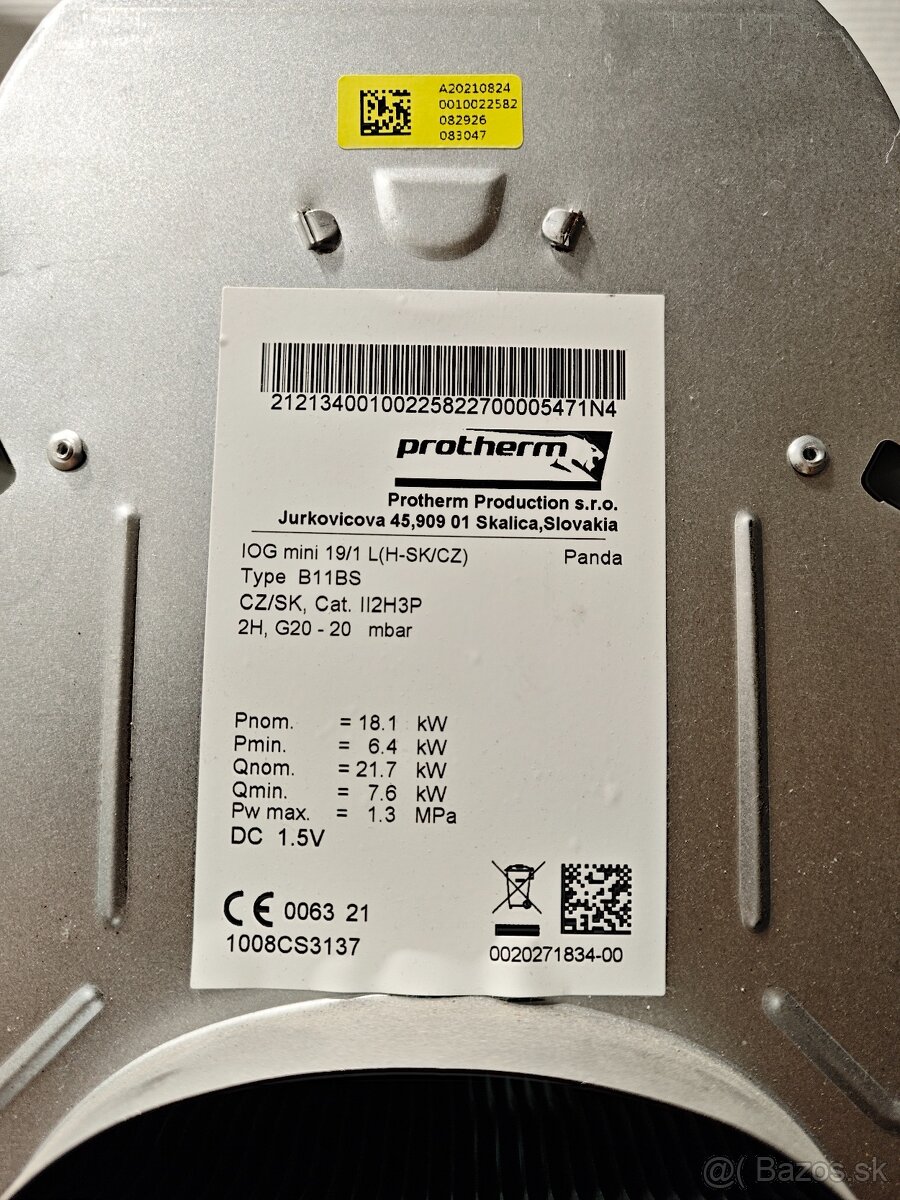 A20210824
0010022582
082926
083047
21213400100225822700005471N4
protherm
Protherm Production s.r.o.
Jurkovicova 45,909 01 Skalica,Slovakia
IOG mini 19/1 L(H-SK/CZ) Panda
Type B11BS
CZ/SK, Cat. II2H3P
2H, G20 - 20 mbar
Pnom. = 18.1 kW
Pmin. = 6.4 kW
Qnom. = 21.7 kW
Qmin. = 7.6 kW
Pw max. = 1.3 MPa
DC 1.5V
CE 0063 21
1008CS3137
0020271834-00
@( Bazos.sk